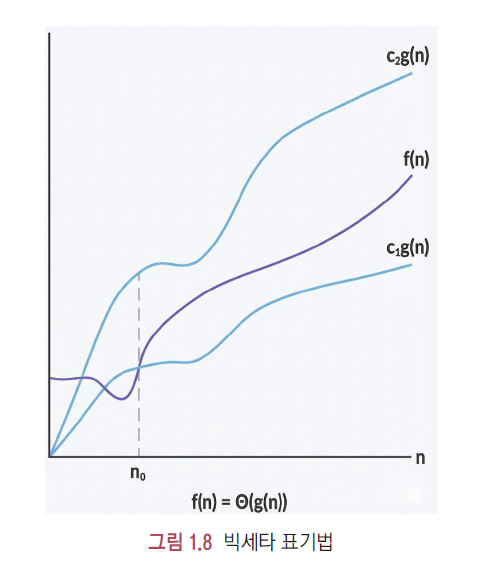 c₂g(n)
f(n)
c₁g(n)
n
n₀
f(n) = Θ(g(n))
그림 1.8 빅세타 표기법